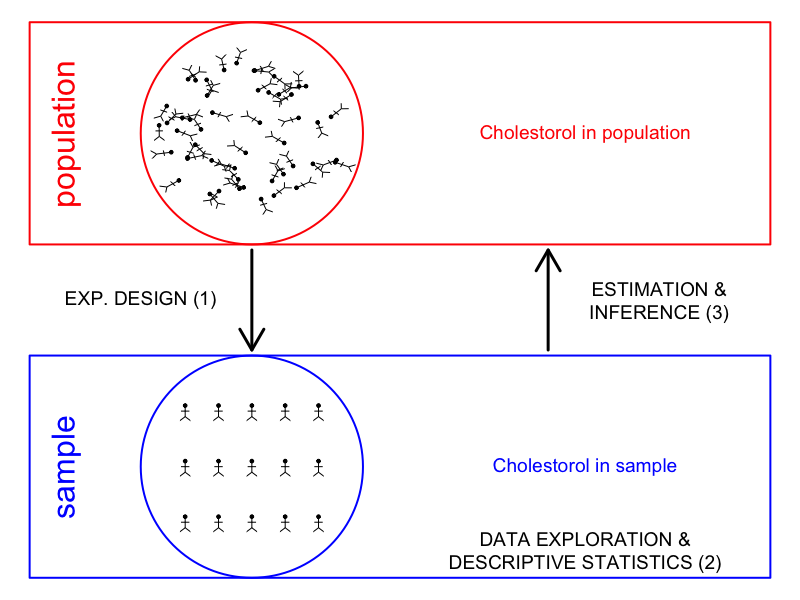 population
Cholestorol in population
EXP. DESIGN (1)
ESTIMATION &
INFERENCE (3)
sample
Cholestorol in sample
DATA EXPLORATION &
DESCRIPTIVE STATISTICS (2)